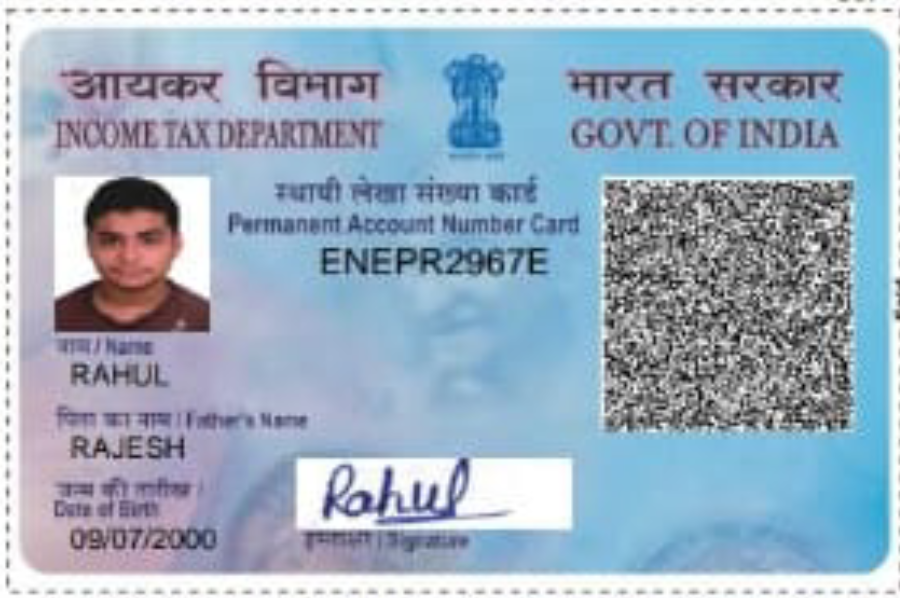 आयकर विभाग
INCOME TAX DEPARTMENT
भारत सरकार
GOVT. OF INDIA
स्थायी लेखा संख्या कार्ड
Permanent Account Number Card
ENEPR2967E
नाम / Name
RAHUL
पिता का नाम / Father's Name
RAJESH
जन्म की तारीख /
Date of Birth
09/07/2000
Rahul
हस्ताक्षर / Signature